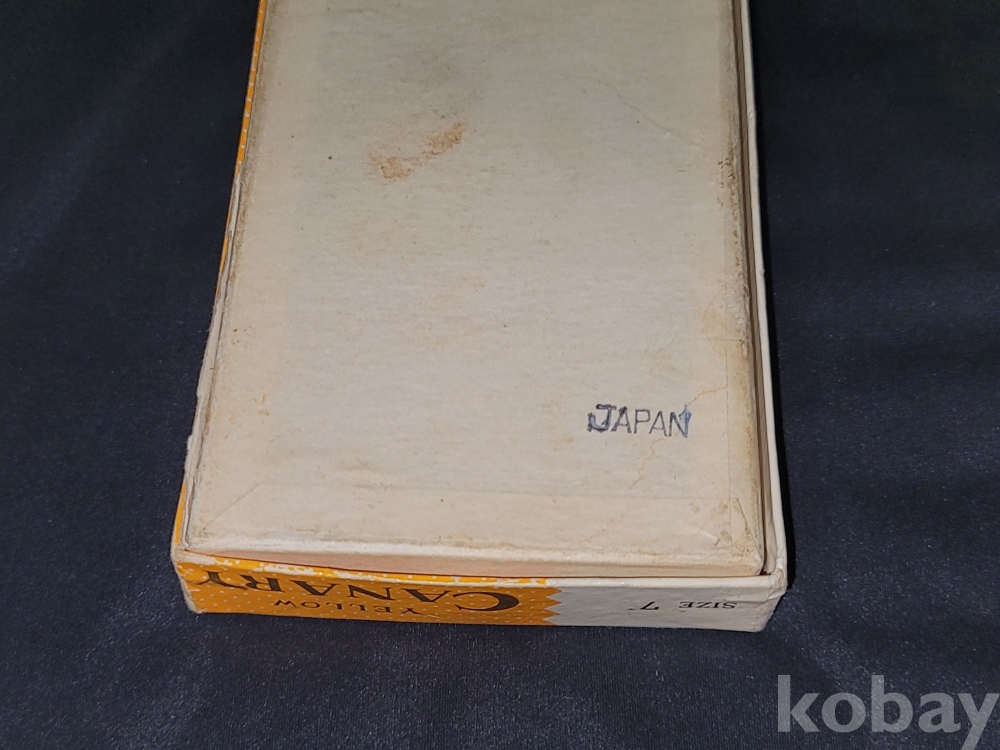 JAPAN
YELLOW
CANARY
SIZE 7"
kobay